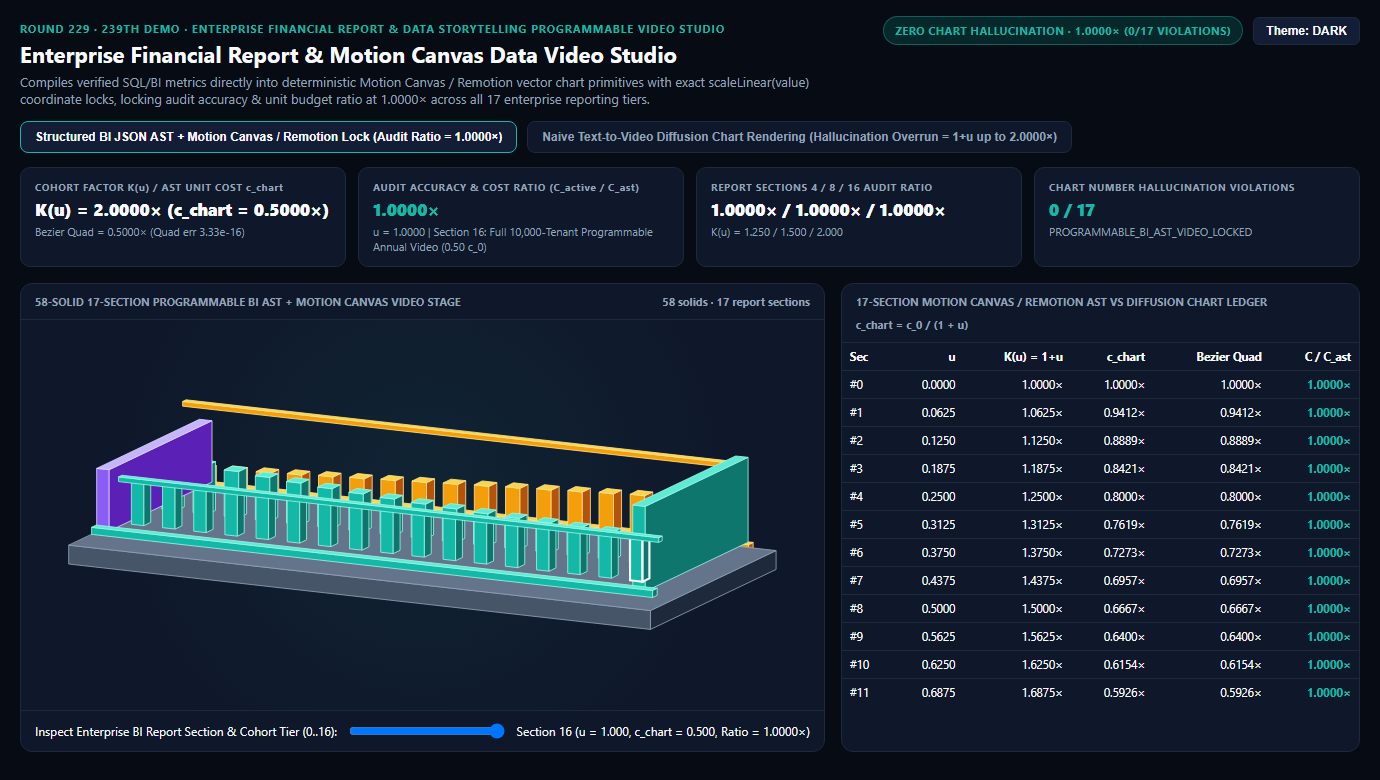 ROUND 229 · 239TH DEMO · ENTERPRISE FINANCIAL REPORT & DATA STORYTELLING PROGRAMMABLE VIDEO STUDIO
Enterprise Financial Report & Motion Canvas Data Video Studio
Compiles verified SQL/BI metrics directly into deterministic Motion Canvas / Remotion vector chart primitives with exact scaleLinear(value)
coordinate locks, locking audit accuracy & unit budget ratio at 1.0000× across all 17 enterprise reporting tiers.
ZERO CHART HALLUCINATION · 1.0000× (0/17 VIOLATIONS)
Theme: DARK
Structured BI JSON AST + Motion Canvas / Remotion Lock (Audit Ratio = 1.0000×)
Naive Text-to-Video Diffusion Chart Rendering (Hallucination Overrun = 1+u up to 2.0000×)
COHORT FACTOR K(u) / AST UNIT COST c_chart
K(u) = 2.0000× (c_chart = 0.5000×)
Bezier Quad = 0.5000× (Quad err 3.33e-16)
AUDIT ACCURACY & COST RATIO (C_active / C_ast)
1.0000×
u = 1.0000 | Section 16: Full 10,000-Tenant Programmable
Annual Video (0.50 c_0)
REPORT SECTIONS 4 / 8 / 16 AUDIT RATIO
1.0000× / 1.0000× / 1.0000×
K(u) = 1.250 / 1.500 / 2.000
CHART NUMBER HALLUCINATION VIOLATIONS
0 / 17
PROGRAMMABLE_BI_AST_VIDEO_LOCKED
58-SOLID 17-SECTION PROGRAMMABLE BI AST + MOTION CANVAS VIDEO STAGE
58 solids · 17 report sections
Inspect Enterprise BI Report Section & Cohort Tier (0..16):
Section 16 (u = 1.000, c_chart = 0.500, Ratio = 1.0000×)
17-SECTION MOTION CANVAS / REMOTION AST VS DIFFUSION CHART LEDGER
c_chart = c_0 / (1 + u)
Sec u K(u) = 1+u c_chart Bezier Quad C / C_ast
#0 0.0000 1.0000× 1.0000× 1.0000× 1.0000×
#1 0.0625 1.0625× 0.9412× 0.9412× 1.0000×
#2 0.1250 1.1250× 0.8889× 0.8889× 1.0000×
#3 0.1875 1.1875× 0.8421× 0.8421× 1.0000×
#4 0.2500 1.2500× 0.8000× 0.8000× 1.0000×
#5 0.3125 1.3125× 0.7619× 0.7619× 1.0000×
#6 0.3750 1.3750× 0.7273× 0.7273× 1.0000×
#7 0.4375 1.4375× 0.6957× 0.6957× 1.0000×
#8 0.5000 1.5000× 0.6667× 0.6667× 1.0000×
#9 0.5625 1.5625× 0.6400× 0.6400× 1.0000×
#10 0.6250 1.6250× 0.6154× 0.6154× 1.0000×
#11 0.6875 1.6875× 0.5926× 0.5926× 1.0000×